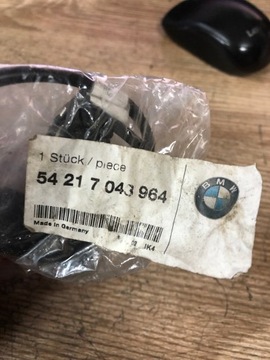 1 Stück / piece
54 21 7 043 964
BMW
Made in Germany